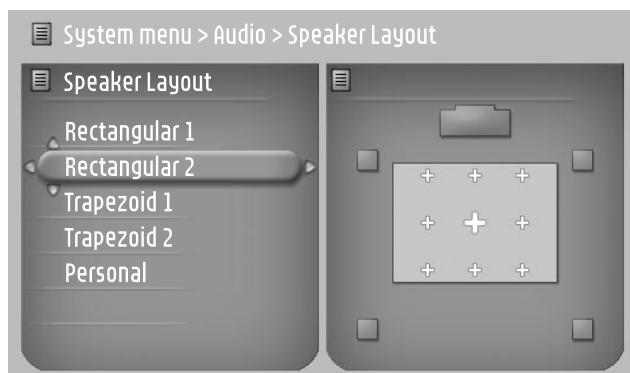 System menu > Audio > Speaker Layout
Speaker Layout
Rectangular 1
Rectangular 2
Trapezoid 1
Trapezoid 2
Personal